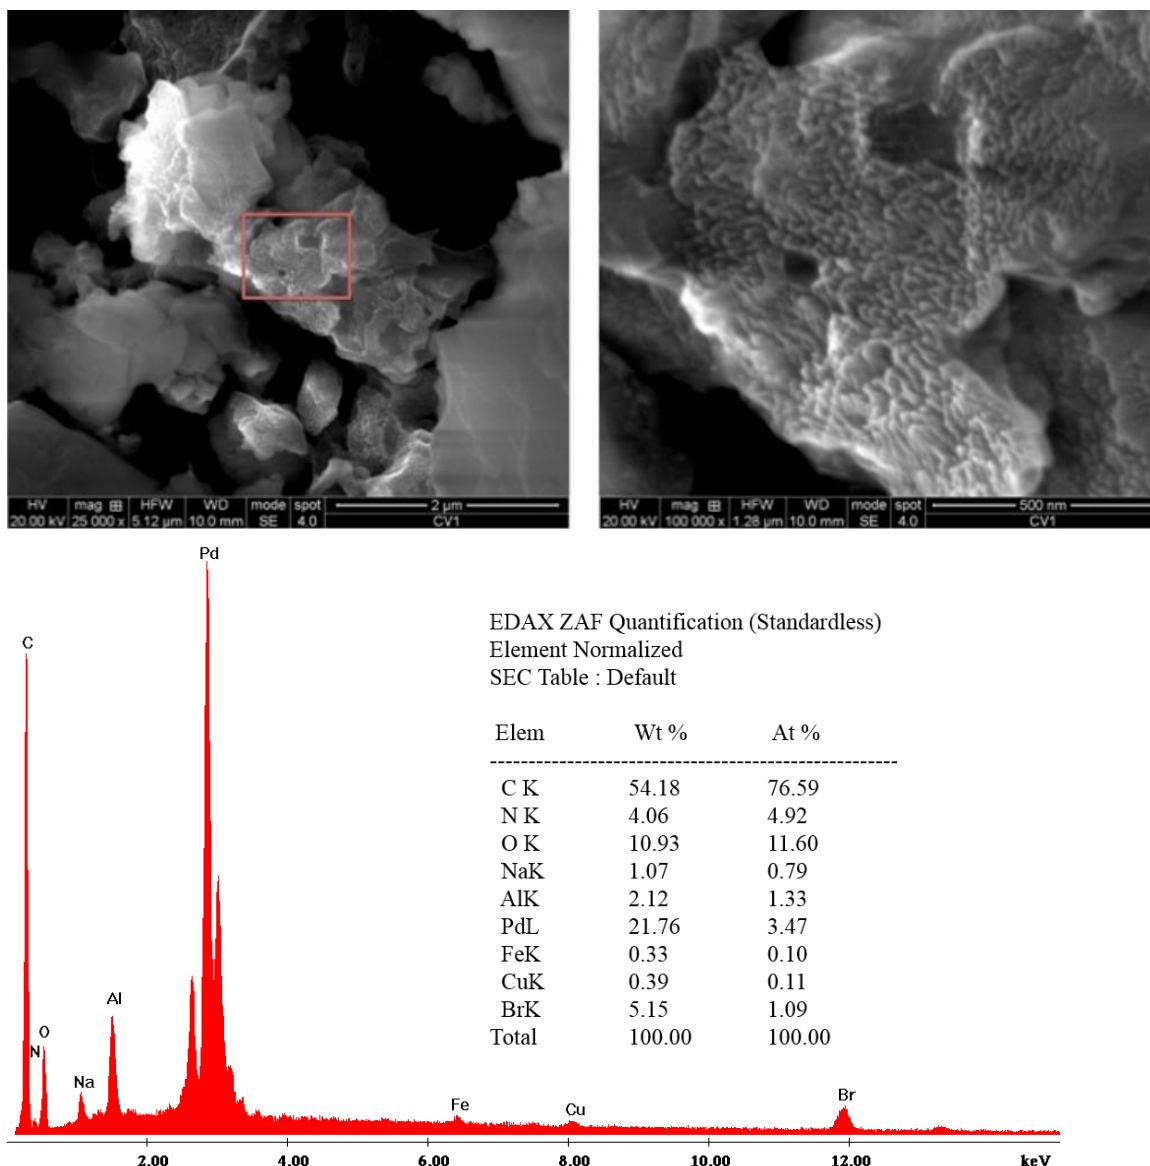 HV mag ⊞ HFW WD mode spot 2 µm
20.00 kV 25 000 x 5.12 µm 10.0 mm SE 4.0 CV1
HV mag ⊞ HFW WD mode spot 500 nm
20.00 kV 100 000 x 1.28 µm 10.0 mm SE 4.0 CV1
Pd
C
EDAX ZAF Quantification (Standardless)
Element Normalized
SEC Table : Default
Elem Wt % At %
-----------------------------------------------------------
C K 54.18 76.59
N K 4.06 4.92
O K 10.93 11.60
NaK 1.07 0.79
AlK 2.12 1.33
PdL 21.76 3.47
FeK 0.33 0.10
CuK 0.39 0.11
BrK 5.15 1.09
Total 100.00 100.00
Al
O
N
Na
Fe
Cu
Br
2.00 4.00 6.00 8.00 10.00 12.00 keV